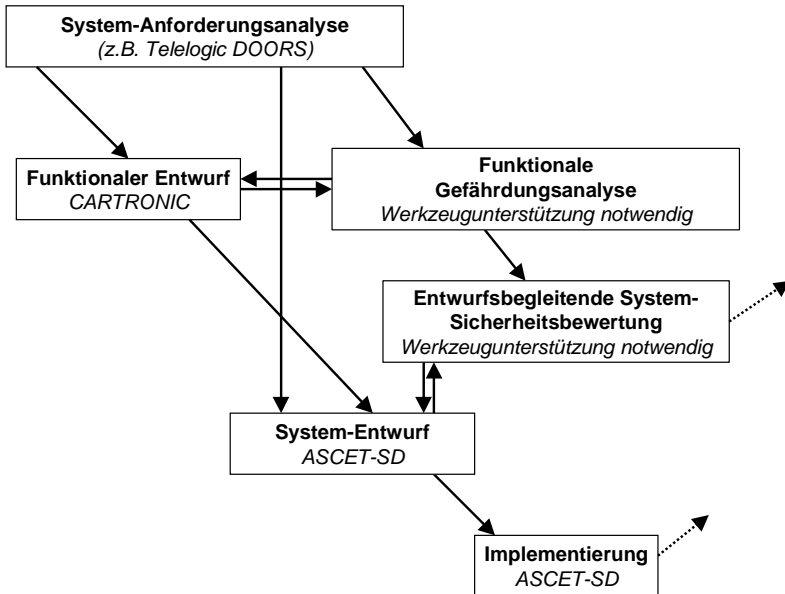 System-Anforderungsanalyse
(z.B. Telelogic DOORS)
Funktionaler Entwurf
CARTRONIC
Funktionale
Gefährdungsanalyse
Werkzeugunterstützung notwendig
Entwurfsbegleitende System-
Sicherheitsbewertung
Werkzeugunterstützung notwendig
System-Entwurf
ASCET-SD
Implementierung
ASCET-SD